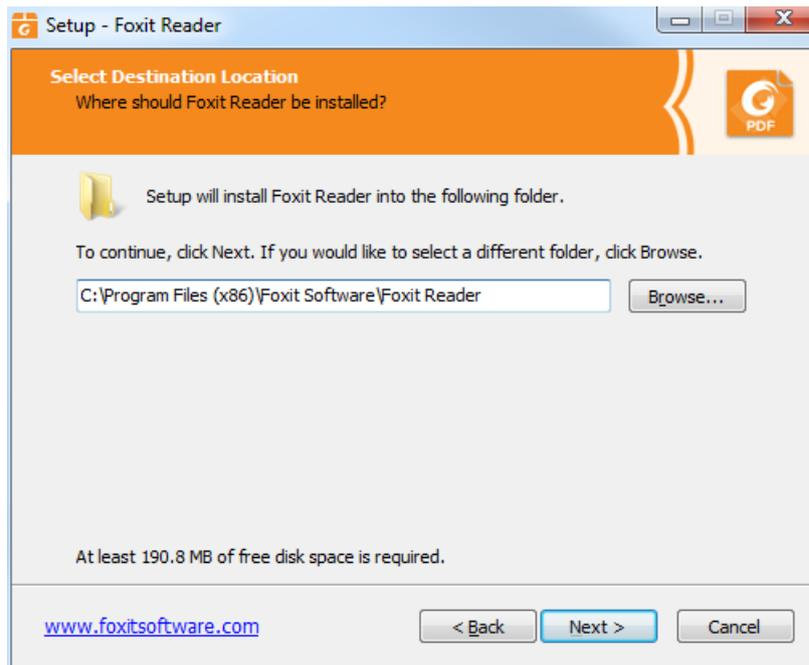 Setup - Foxit Reader
Select Destination Location
Where should Foxit Reader be installed?
PDF
Setup will install Foxit Reader into the following folder.
To continue, click Next. If you would like to select a different folder, click Browse.
C:\Program Files (x86)\Foxit Software\Foxit Reader
Browse...
At least 190.8 MB of free disk space is required.
www.foxitsoftware.com
< Back
Next >
Cancel